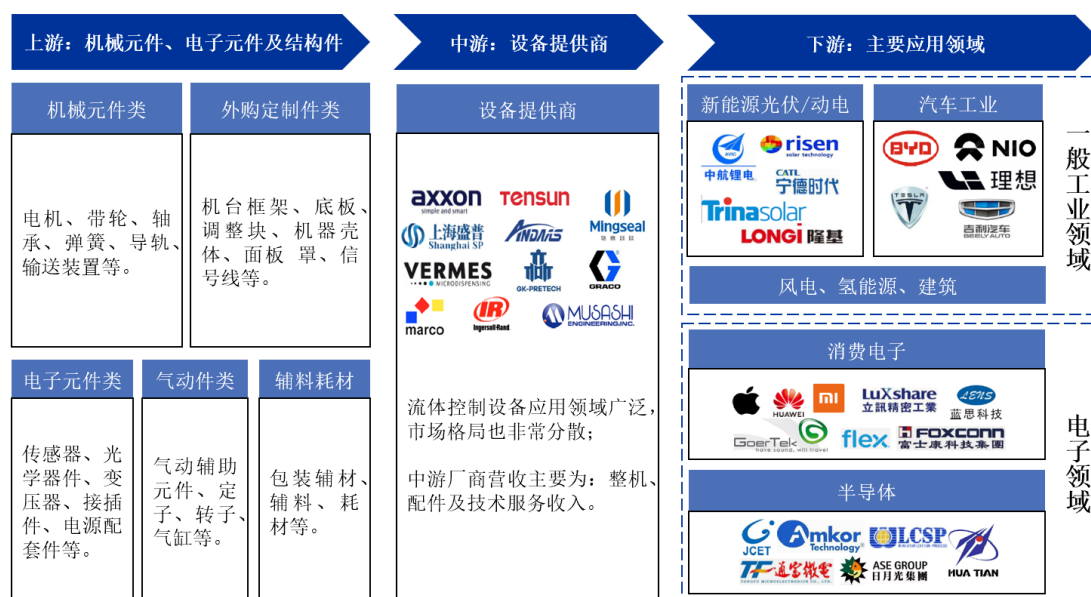 上游：机械元件、电子元件及结构件
中游：设备提供商
下游：主要应用领域
机械元件类
电机、带轮、轴
承、弹簧、导轨、
输送装置等。
外购定制件类
机台框架、底板、
调整块、机器壳
体、面板 罩、信
号线等。
电子元件类
传感器、光
学器件、变
压器、接插
件、电源配
套件等。
气动件类
气动辅助
元件、定
子、转子、
气缸等。
辅料耗材
包装辅材、
辅料、耗
材等。
设备提供商
axxon
simple and smart
Tensun
Mingseal
上海盛普
Shanghai SP
ANDAAS
VERMES
MICRODISPENSING
GK-PRETECH
GRACO
marco
IR
Ingersoll-Rand
MUSASHI
ENGINEERING,INC.
流体控制设备应用领域广泛，
市场格局也非常分散；
中游厂商营收主要为：整机、
配件及技术服务收入。
新能源光伏/动电
中航锂电
risen
solar technology
CATL
宁德时代
Trinasolar
LONGi 隆基
汽车工业
BYD
NIO
TESLA
理想
吉利汽车
GEELY AUTO
风电、氢能源、建筑
一般工业领域
消费电子
HUAWEI
mi
LUXshare
立訊精密工業
LENS
蓝思科技
GoerTek
have sound, will travel
flex
FOXCONN
富士康科技集團
半导体
JCET
Amkor
Technology
WLCSP
HUA TIAN
TF 通富微电
ASE GROUP
日月光集團
电子领域